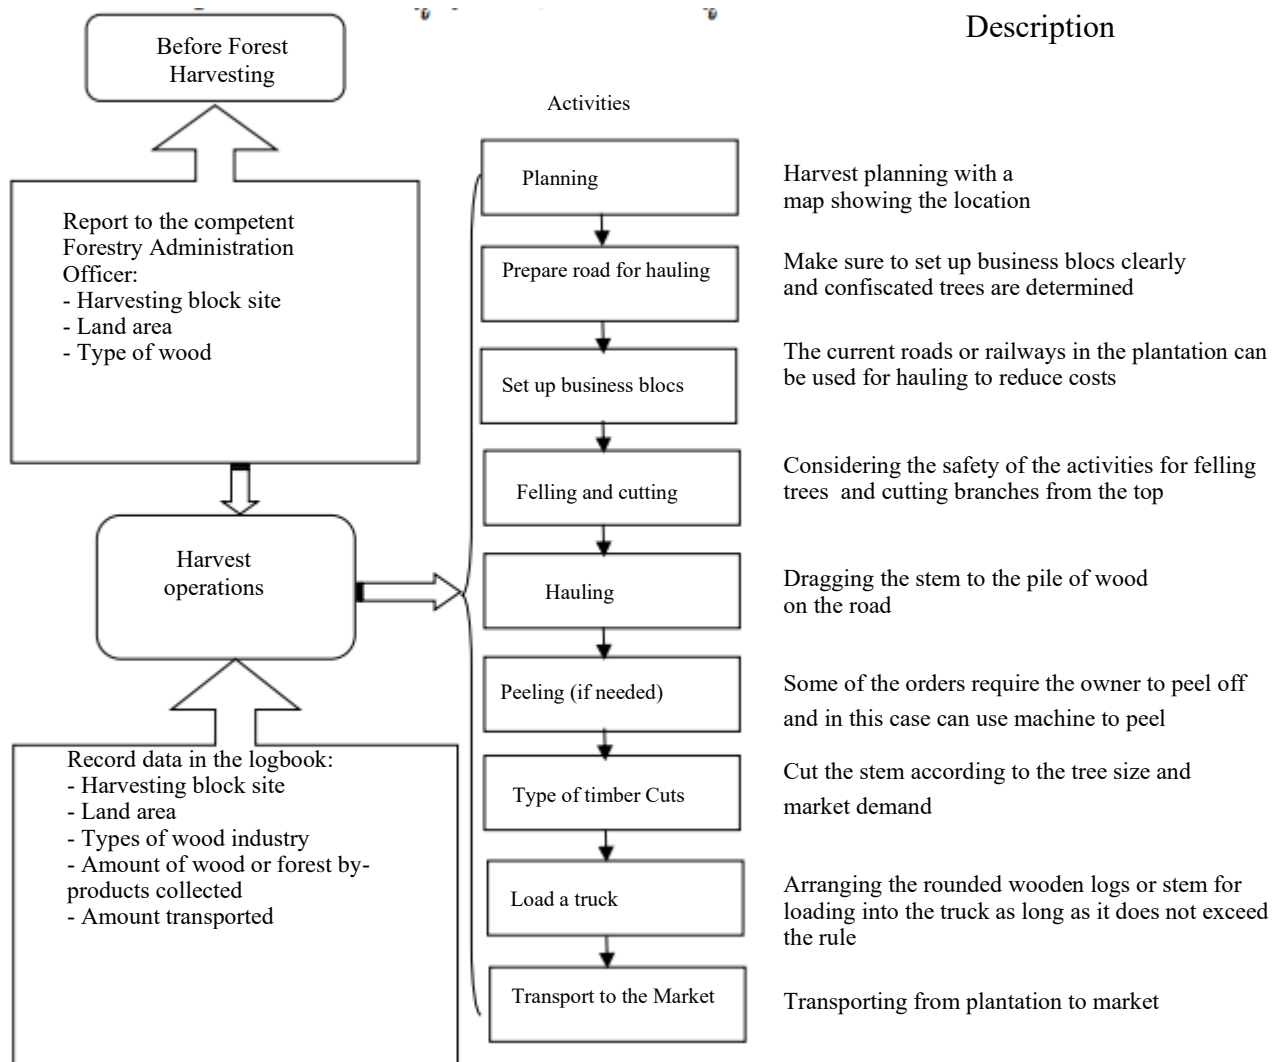 Description
Before Forest
Harvesting
Report to the competent
Forestry Administration
Officer:
- Harvesting block site
- Land area
- Type of wood
Harvest
operations
Record data in the logbook:
- Harvesting block site
- Land area
- Types of wood industry
- Amount of wood or forest by-
products collected
- Amount transported
Activities
Planning
Harvest planning with a
map showing the location
Prepare road for hauling
Make sure to set up business blocs clearly
and confiscated trees are determined
Set up business blocs
The current roads or railways in the plantation can
be used for hauling to reduce costs
Felling and cutting
Considering the safety of the activities for felling
trees and cutting branches from the top
Hauling
Dragging the stem to the pile of wood
on the road
Peeling (if needed)
Some of the orders require the owner to peel off
and in this case can use machine to peel
Type of timber Cuts
Cut the stem according to the tree size and
market demand
Load a truck
Arranging the rounded wooden logs or stem for
loading into the truck as long as it does not exceed
the rule
Transport to the Market
Transporting from plantation to market